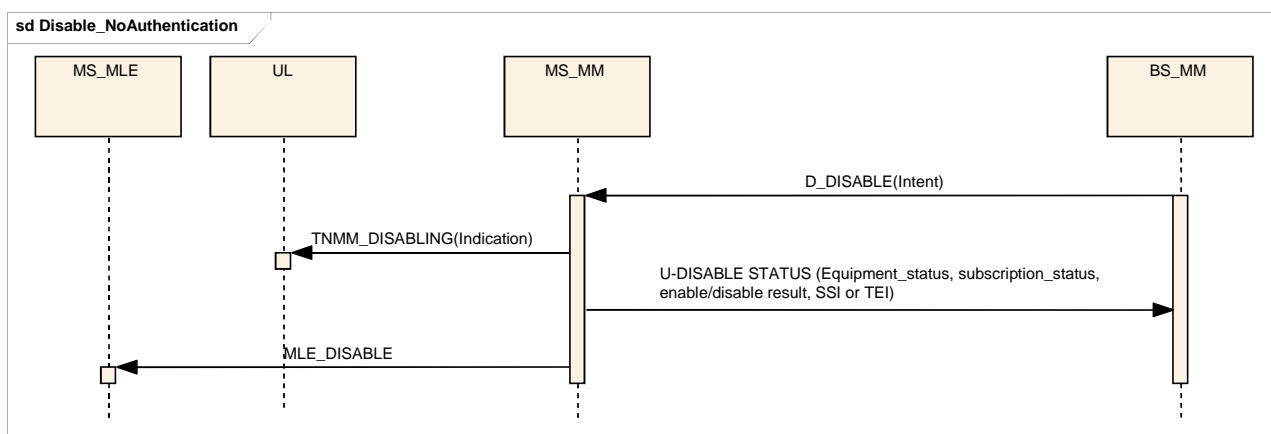 sd Disable_NoAuthentication
MS_MLE
UL
MS_MM
BS_MM
D_DISABLE(Intent)
TNMM_DISABLING(Indication)
U-DISABLE STATUS (Equipment_status, subscription_status,
enable/disable result, SSI or TEI)
MLE_DISABLE